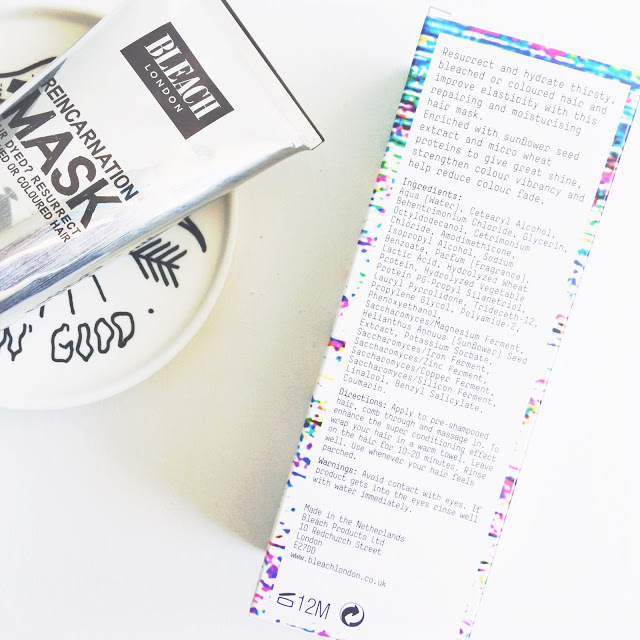 BLEACH
LONDON
REINCARNATION
MASK
DYED? RESURRECT
OR COLOURED HAIR
GOOD.
Resurrect and hydrate thirsty,
bleached or coloured hair and
improve elasticity with this
repairing and moisturising
hair mask.
Enriched with sunflower seed
extract and micro wheat
proteins to give great shine,
strengthen colour vibrancy and
help reduce colour fade.
Ingredients:
Aqua [Water], Cetearyl Alcohol,
Behentrimonium Chloride, Glycerin,
Octyldodecanol, Cetrimonium
Chloride, Amodimethicone,
Isopropyl Alcohol, Sodium
Benzoate, Parfum [Fragrance],
Lactic Acid, Hydrolyzed Wheat
Protein, Hydrolyzed Vegetable
Protein PG-Propyl Silanetriol,
Lauryl Pyrrolidone, Trideceth-12,
Propylene Glycol, Polyamide-2,
Phenoxyethanol,
Saccharomyces/Magnesium Ferment,
Helianthus Annuus [Sunflower] Seed
Extract, Potassium Sorbate,
Saccharomyces/Iron Ferment,
Saccharomyces/Zinc Ferment,
Saccharomyces/Copper Ferment,
Saccharomyces/Silicon Ferment,
Linalool, Benzyl Salicylate,
Coumarin.
Directions: Apply to pre-shampooed
hair, comb through and massage in. To
enhance the super conditioning effect
wrap your hair in a warm towel. Leave
on the hair for 10-20 minutes. Rinse
well. Use whenever your hair feels
parched.
Warnings: Avoid contact with eyes. If
product gets into the eyes rinse well
with water immediately.
Made in the Netherlands
Bleach Products Ltd
10 Redchurch Street
London
E27DD
www.bleachlondon.co.uk
12M